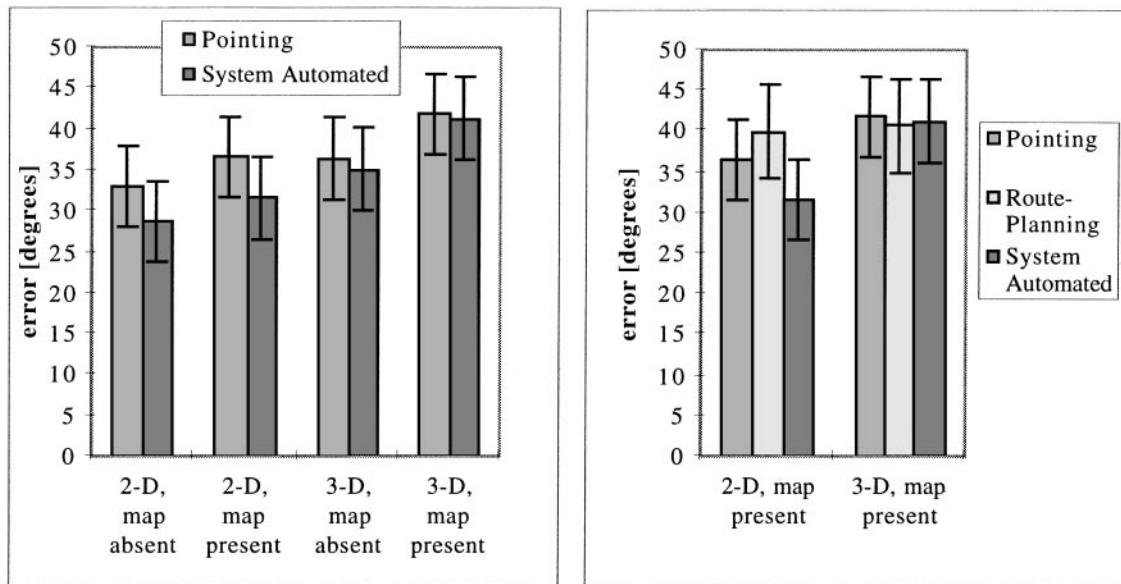 Pointing
System Automated
50
45
40
35
30
25
20
15
10
5
0
error [degrees]
2-D,
map
absent
2-D,
map
present
3-D,
map
absent
3-D,
map
present
50
45
40
35
30
25
20
15
10
5
0
error [degrees]
2-D, map
present
3-D, map
present
Pointing
Route-
Planning
System
Automated